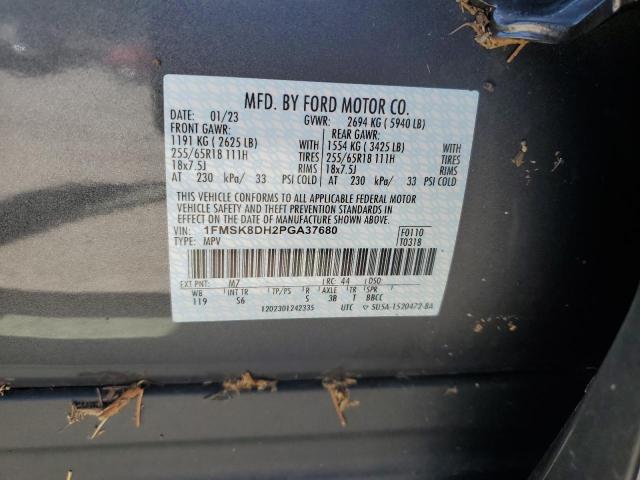 MFD. BY FORD MOTOR CO.
DATE: 01/23 GVWR: 2694 KG ( 5940 LB)
FRONT GAWR: REAR GAWR:
1191 KG ( 2625 LB) WITH 1554 KG ( 3425 LB) WITH
255/65R18 111H TIRES 255/65R18 111H TIRES
18x7.5J RIMS 18x7.5J RIMS
AT 230 kPa/ 33 PSI COLD AT 230 kPa/ 33 PSI COLD
THIS VEHICLE CONFORMS TO ALL APPLICABLE FEDERAL MOTOR
VEHICLE SAFETY AND THEFT PREVENTION STANDARDS IN
EFFECT ON THE DATE OF MANUFACTURE SHOWN ABOVE.
VIN: 1FMSK8DH2PGA37680 F0110
TYPE: MPV T0318
EXT PNT: M7 RC: 44 DSO:
WB INT TR TP/PS R AXLE TR SPR
119 S6 5 3B T BBCC
1202301242335 UTC 5U5A-1520472-BA